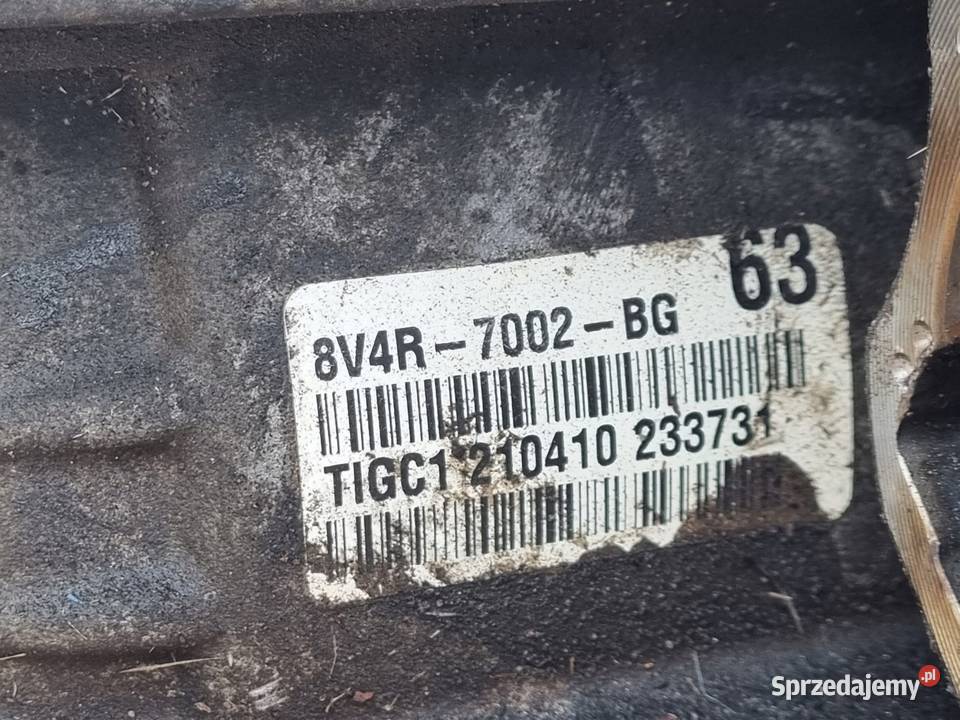 63
8V4R-7002-BG
TIGC1 210410 233731
Sprzedajemy.pl